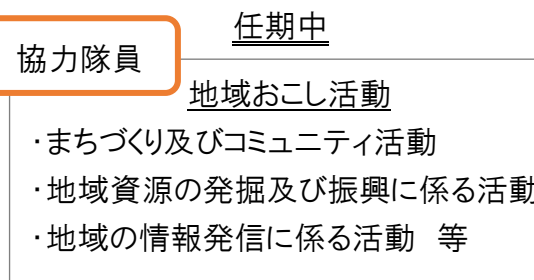 任期中
協力隊員
地域おこし活動
・まちづくり及びコミュニティ活動
・地域資源の発掘及び振興に係る活動
・地域の情報発信に係る活動　等